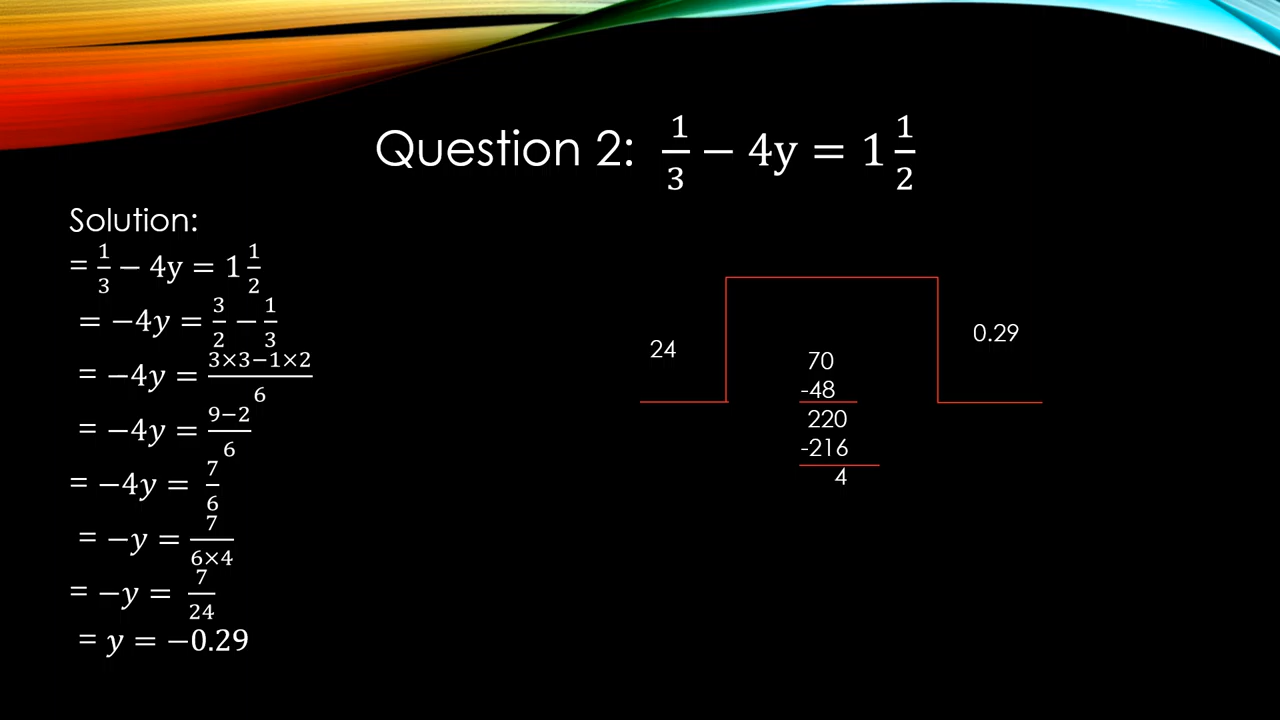 Question 2: 1/3 − 4y = 1 1/2
Solution:
= 1/3 − 4y = 1 1/2
= −4y = 3/2 − 1/3
= −4y = 3×3−1×2/6
= −4y = 9−2/6
= −4y = 7/6
= −y = 7/6×4
= −y = 7/24
= y = −0.29
24
70
-48
220
-216
4
0.29